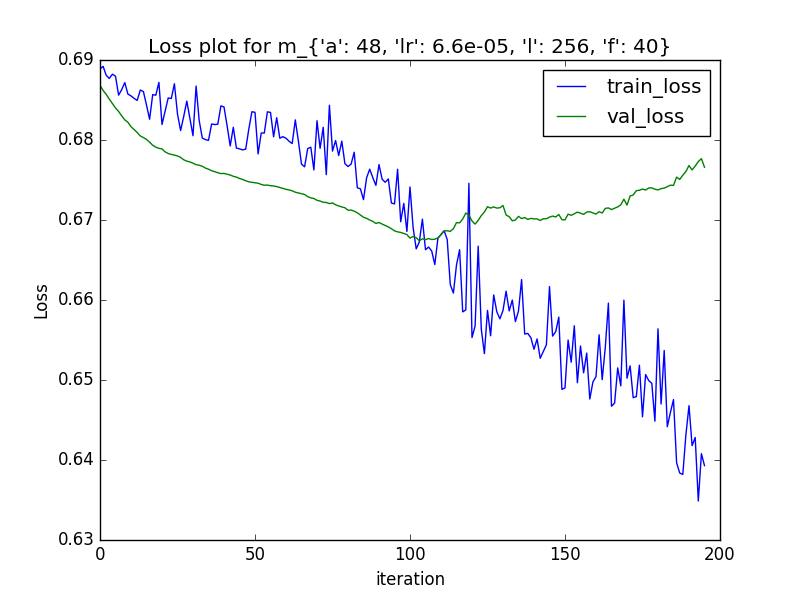 Loss plot for m_{'a': 48, 'lr': 6.6e-05, 'l': 256, 'f': 40}
0.69
0.68
0.67
0.66
0.65
0.64
0.63
Loss
train_loss
val_loss
0
50
100
150
200
iteration